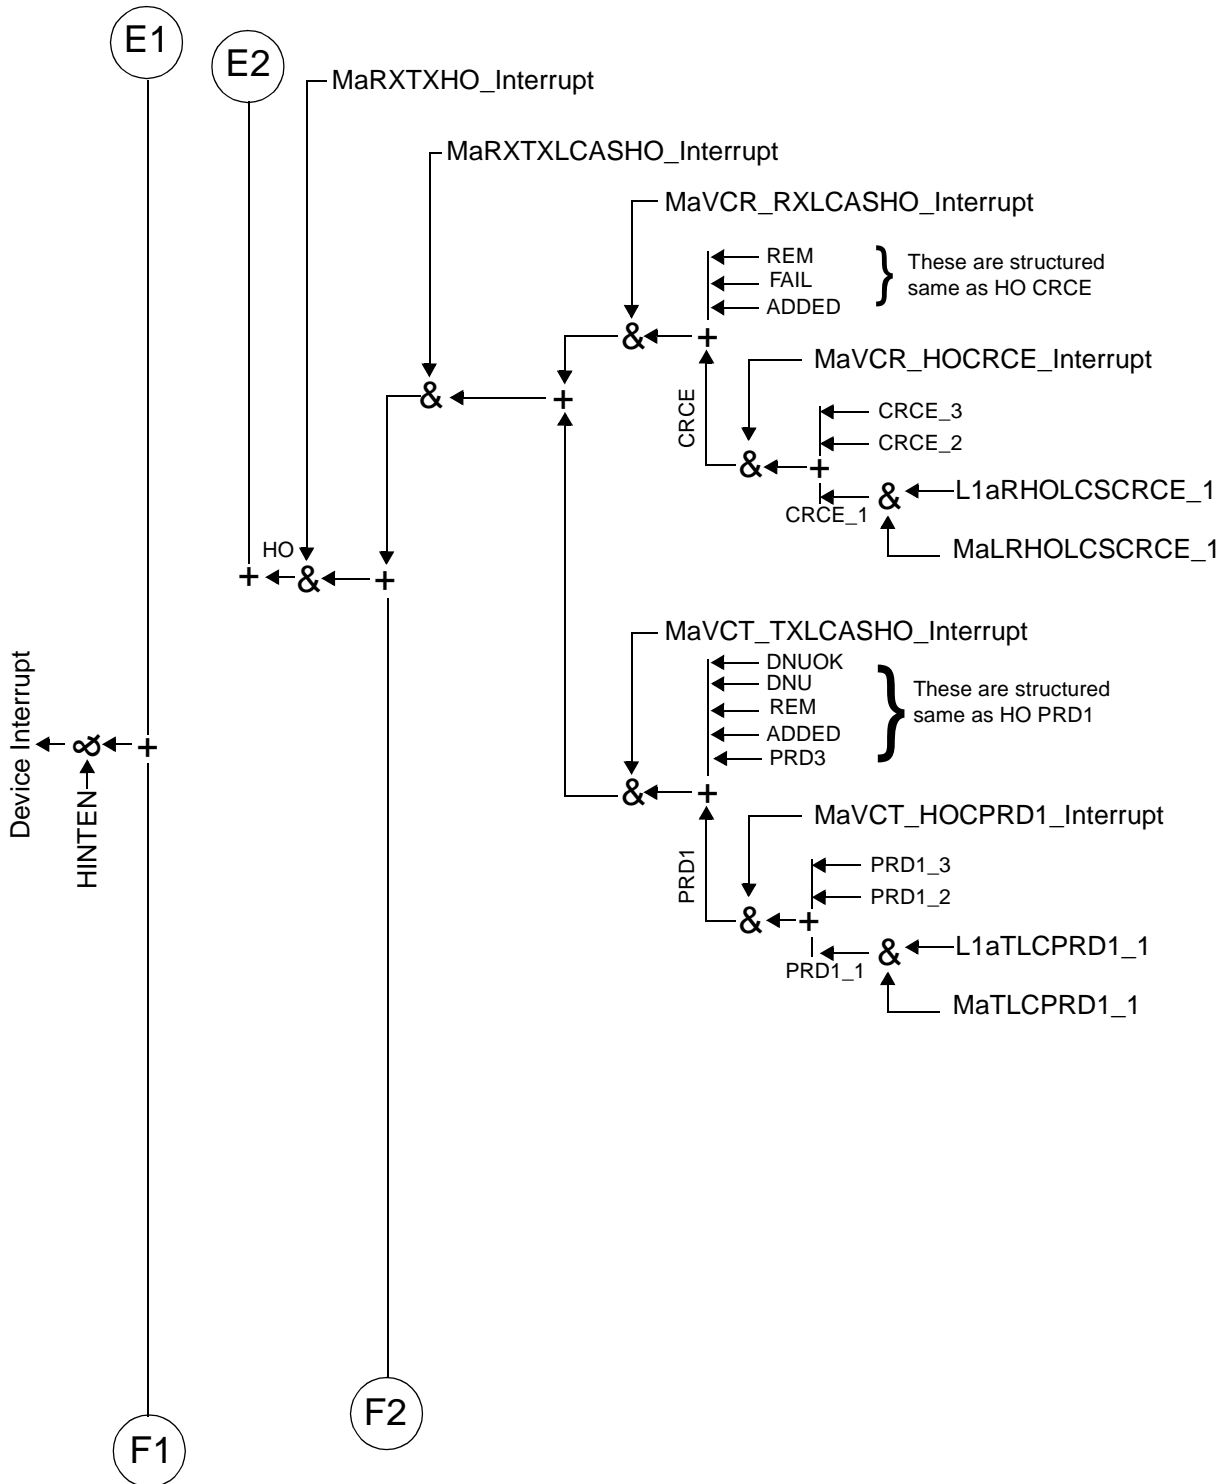 E1
E2
MaRXTXHO_Interrupt
MaRXTXLCASHO_Interrupt
MaVCR_RXLCASHO_Interrupt
REM
FAIL
ADDED
}
These are structured
same as HO CRCE
&
+
MaVCR_HOCRCE_Interrupt
CRCE
&
+
CRCE_3
CRCE_2
&
+
CRCE_1
&
L1aRHOLCSCRCE_1
MaLRHOLCSCRCE_1
HO
+
&
+
MaVCT_TXLCASHO_Interrupt
DNUOK
DNU
REM
ADDED
PRD3
}
These are structured
same as HO PRD1
Device Interrupt
&
+
HINTEN
&
+
MaVCT_HOCPRD1_Interrupt
PRD1
PRD1_3
PRD1_2
&
+
PRD1_1
&
L1aTLCPRD1_1
MaTLCPRD1_1
F2
F1